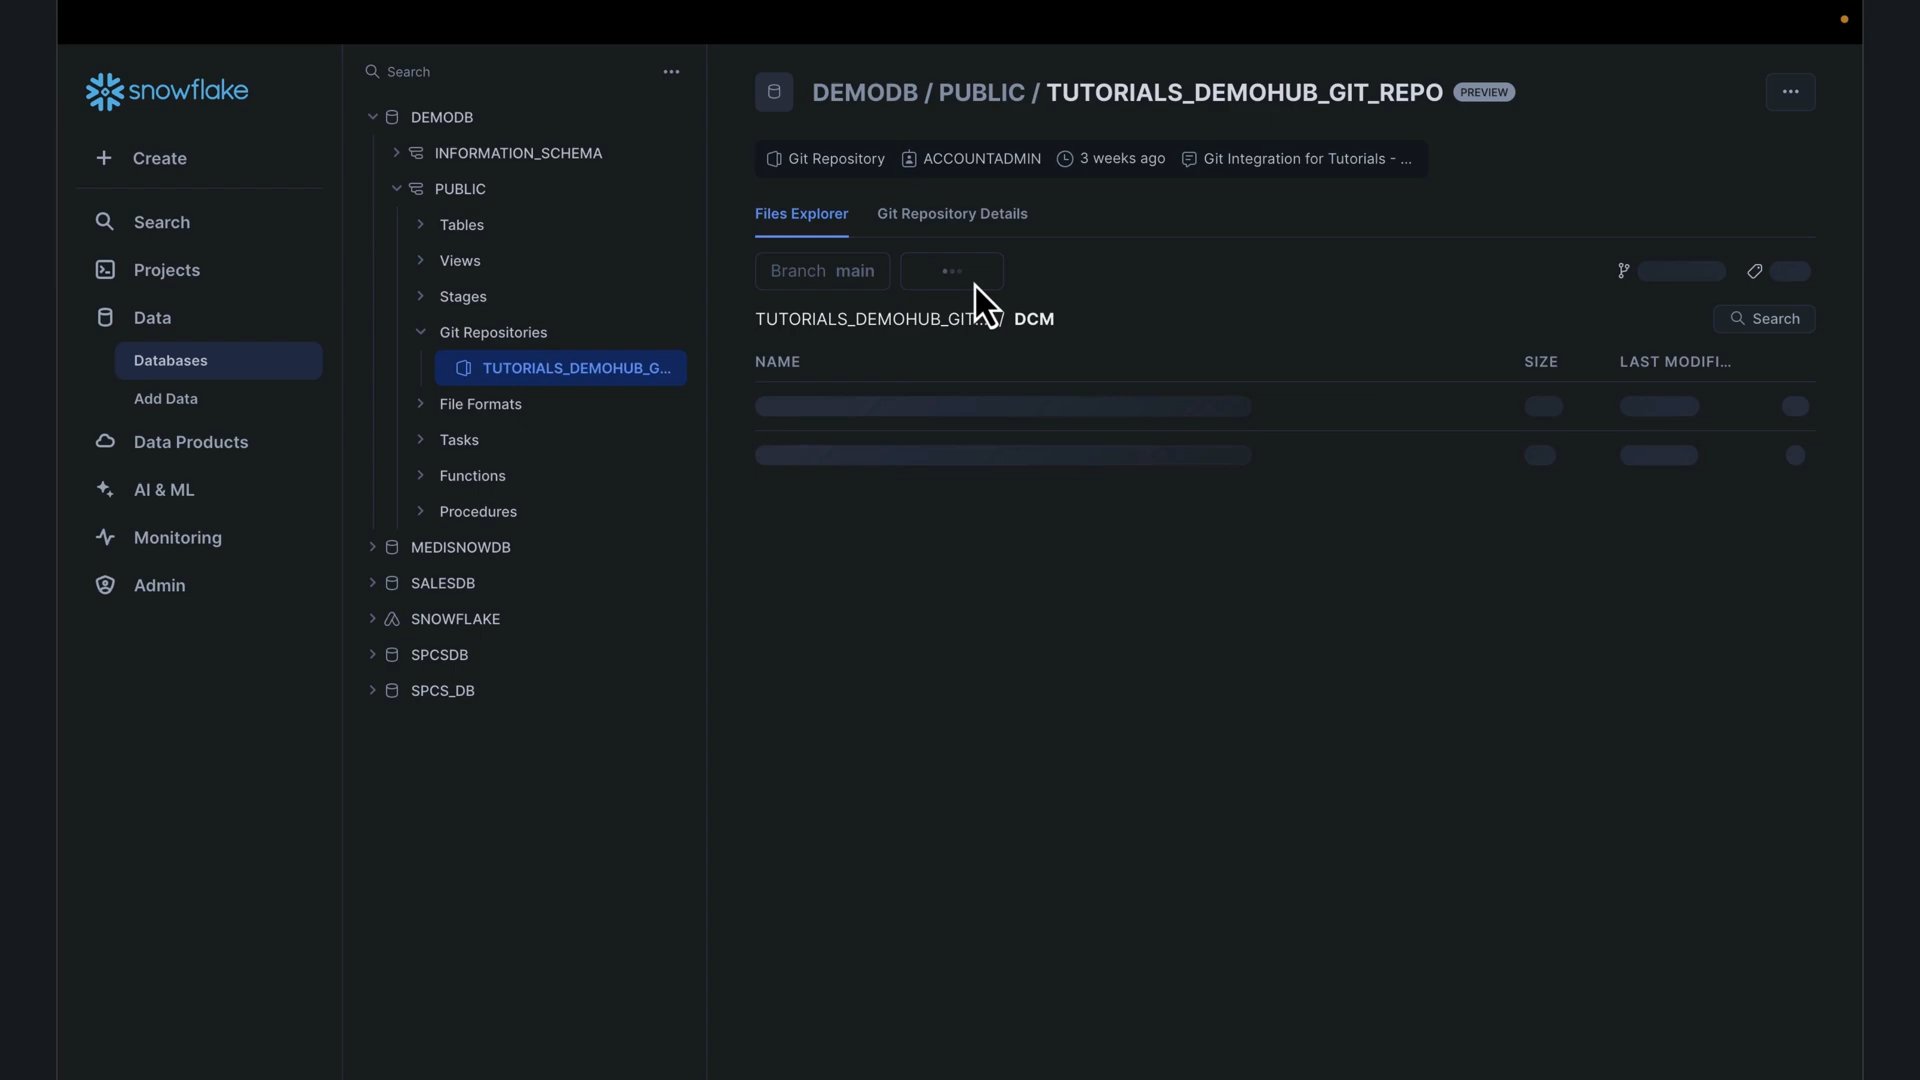 snowflake
Create
Search
Projects
Data
Databases
Add Data
Data Products
AI & ML
Monitoring
Admin
Search
DEMODB
INFORMATION_SCHEMA
PUBLIC
Tables
Views
Stages
Git Repositories
TUTORIALS_DEMOHUB_G...
File Formats
Tasks
Functions
Procedures
MEDISNOWDB
SALESDB
SNOWFLAKE
SPCSDB
SPCS_DB
DEMODB / PUBLIC / TUTORIALS_DEMOHUB_GIT_REPO PREVIEW
Git Repository ACCOUNTADMIN 3 weeks ago Git Integration for Tutorials - ...
Files Explorer Git Repository Details
Branch main
TUTORIALS_DEMOHUB_GIT... / DCM
Search
NAME SIZE LAST MODIFI...